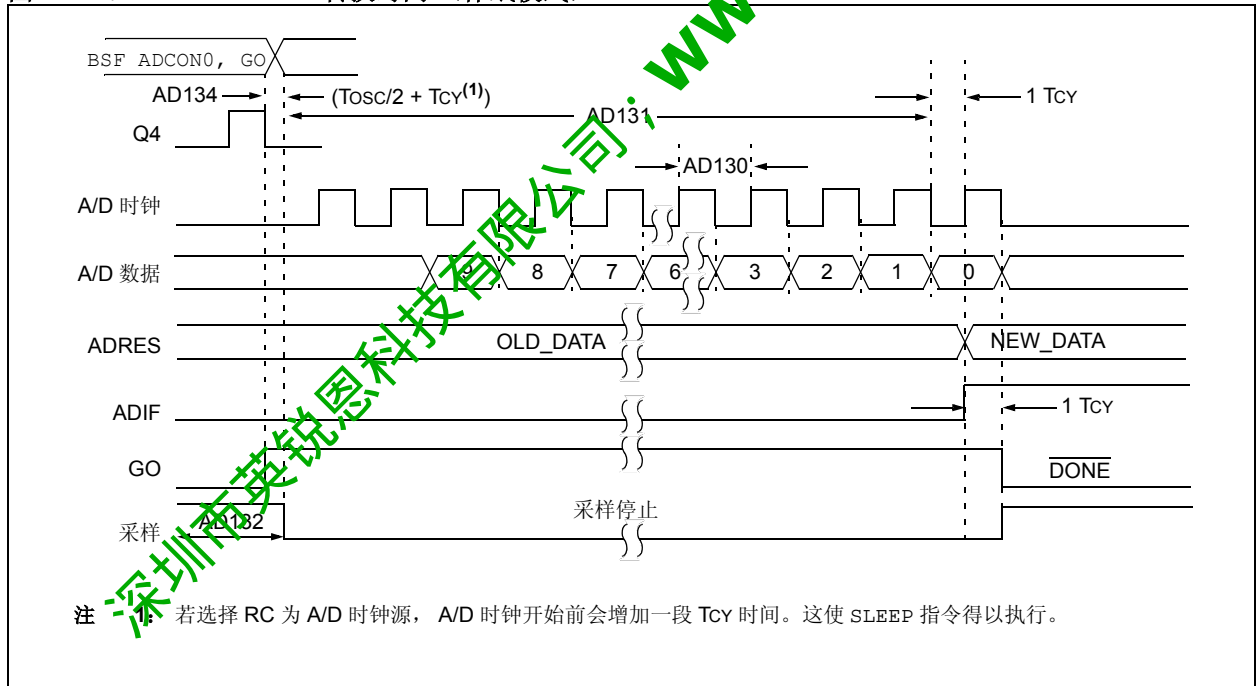 BSF ADCON0, GO
AD134
(TOSC/2 + TCY(1))
AD131
1 TCY
Q4
AD130
A/D 时钟
A/D 数据
9 8 7 6 3 2 1 0
ADRES
OLD_DATA
NEW_DATA
ADIF
1 TCY
GO
DONE
采样
AD132
采样停止
注 1: 若选择 RC 为 A/D 时钟源, A/D 时钟开始前会增加一段 TCY 时间。这使 SLEEP 指令得以执行。
深圳市英锐恩科技有限公司;WW